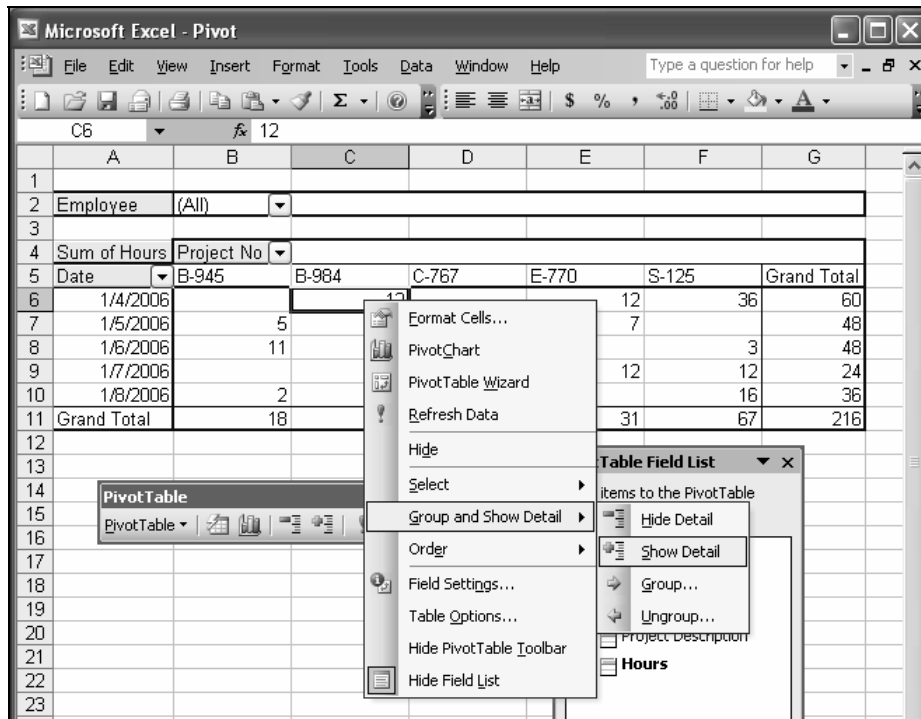 Microsoft Excel - Pivot
File Edit View Insert Format Tools Data Window Help Type a question for help
C6 fx 12
A B C D E F G
1
2 Employee (All)
3
4 Sum of Hours Project No
5 Date B-945 B-984 C-767 E-770 S-125 Grand Total
6 1/4/2006 12 12 36 60
7 1/5/2006 5 7 48
8 1/6/2006 11 3 48
9 1/7/2006 12 12 24
10 1/8/2006 2 16 36
11 Grand Total 18 31 67 216
12
13
14
15
16
17
18
19
20
21
22
23
Format Cells...
PivotChart
PivotTable Wizard
Refresh Data
Hide
Select
Group and Show Detail
Order
Field Settings...
Table Options...
Hide PivotTable Toolbar
Hide Field List
PivotTable
PivotTable
Table Field List
items to the PivotTable
Hide Detail
Show Detail
Group...
Ungroup...
Project Description
Hours